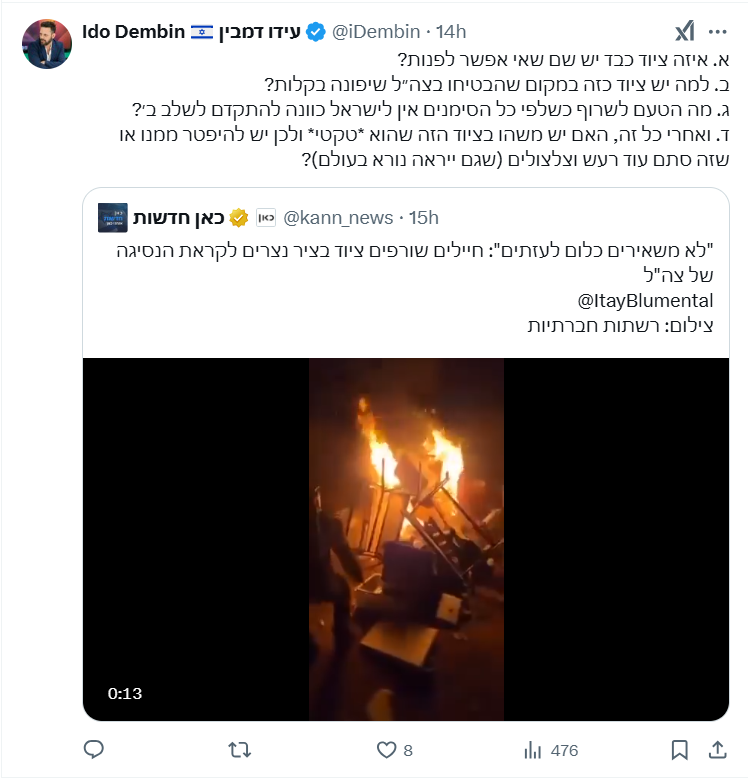 Ido Dembin 🇮🇱 עידו דמבין @iDembin · 14h
א. איזה ציוד כבד יש שם שאי אפשר לפנות?
ב. למה יש ציוד כזה במקום שהבטיחו בצה״ל שיפונה בקלות?
ג. מה הטעם לשרוף כשלפי כל הסימנים אין לישראל כוונה להתקדם לשלב ב׳?
ד. ואחרי כל זה, האם יש משהו בציוד הזה שהוא *טקטי* ולכן יש להיפטר ממנו או
שזה סתם עוד רעש וצלצולים (שגם ייראה נורא בעולם)?
כאן חדשות כאן @kann_news · 15h
"לא משאירים כלום לעזתים": חיילים שורפים ציוד בציר נצרים לקראת הנסיגה
של צה"ל
@ItayBlumental
צילום: רשתות חברתיות
0:13
8
476